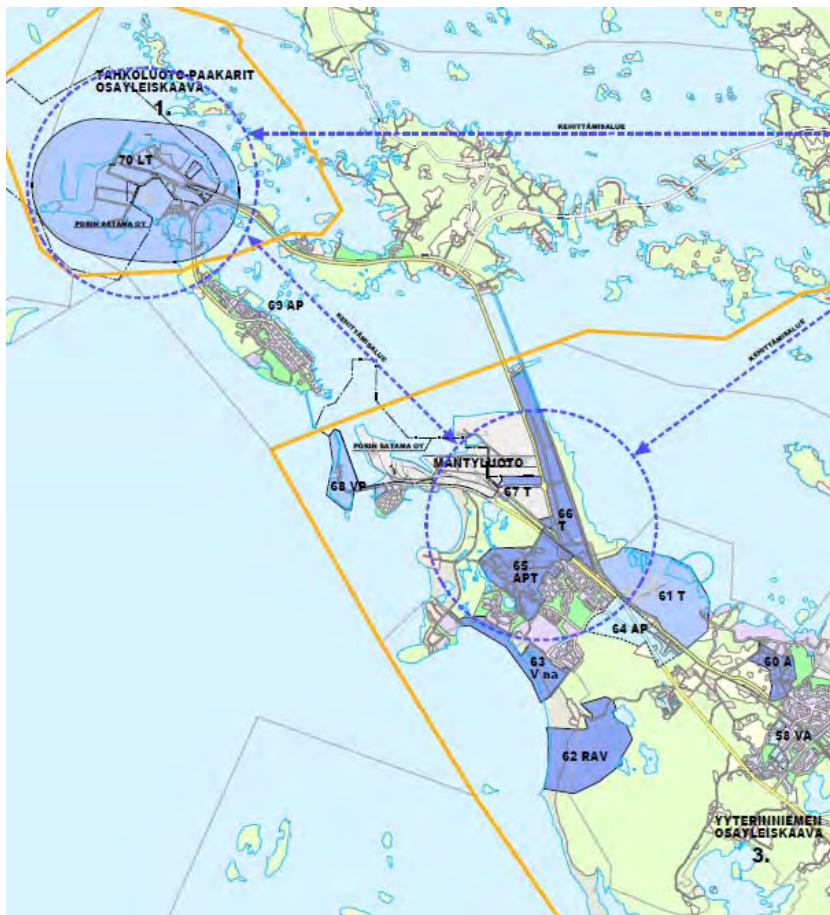 TAHKOLUOTO-PAAKARIT
OSAYLEISKAAVA
1.
KEHITTÄMISALUE
70 LT
PORIN SATAMA OY
69 AP
KEHITTÄMISALUE
KEHITTÄMISALUE
PORIN SATAMA OY
MÄNTYLUOTO
68 VP
67 T
66
T
65
APT
61 T
64 AP
63
V na
60 A
58 VA
62 RAV
YYTERINNIEMEN
OSAYLEISKAAVA
3.